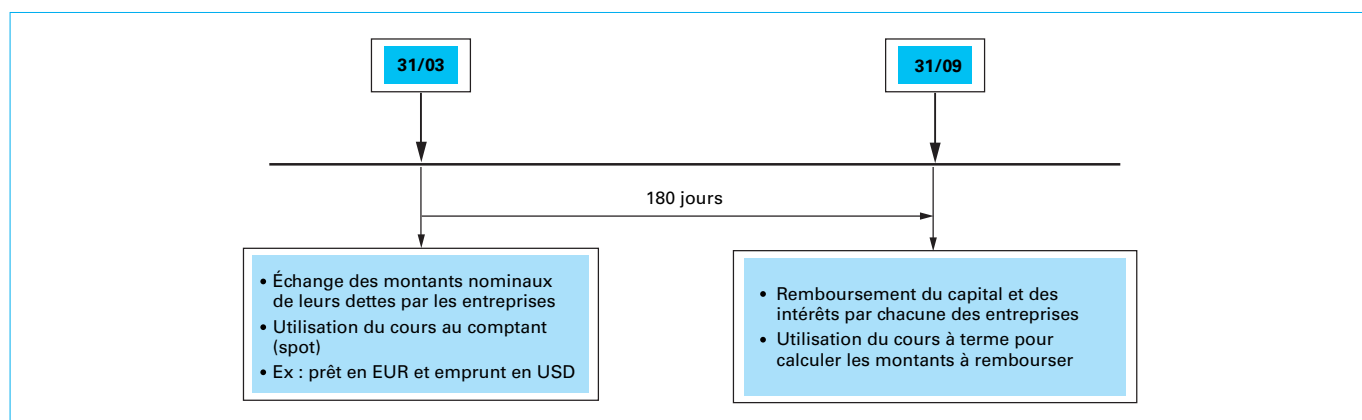 31/03
31/09
180 jours
• Échange des montants nominaux
de leurs dettes par les entreprises
• Utilisation du cours au comptant
(spot)
• Ex : prêt en EUR et emprunt en USD
• Remboursement du capital et des
intérêts par chacune des entreprises
• Utilisation du cours à terme pour
calculer les montants à rembourser